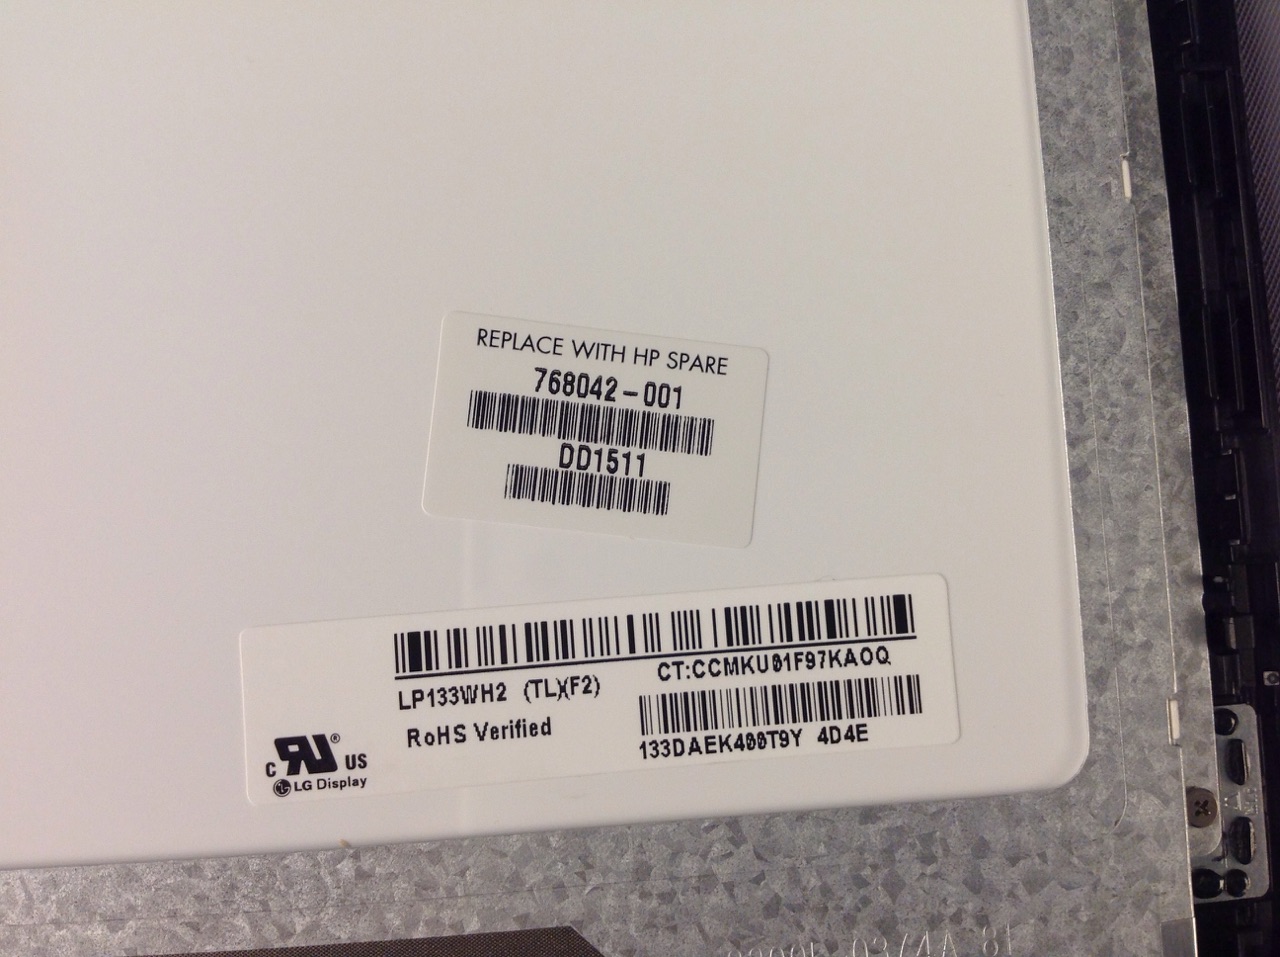 REPLACE WITH HP SPARE
768042-001
DD1511
LP133WH2 (TL)(F2)
CT:CCMKU01F97KAOQ
RoHS Verified
133DAEK400T9Y 4D4E
c RU ® US
LG Display